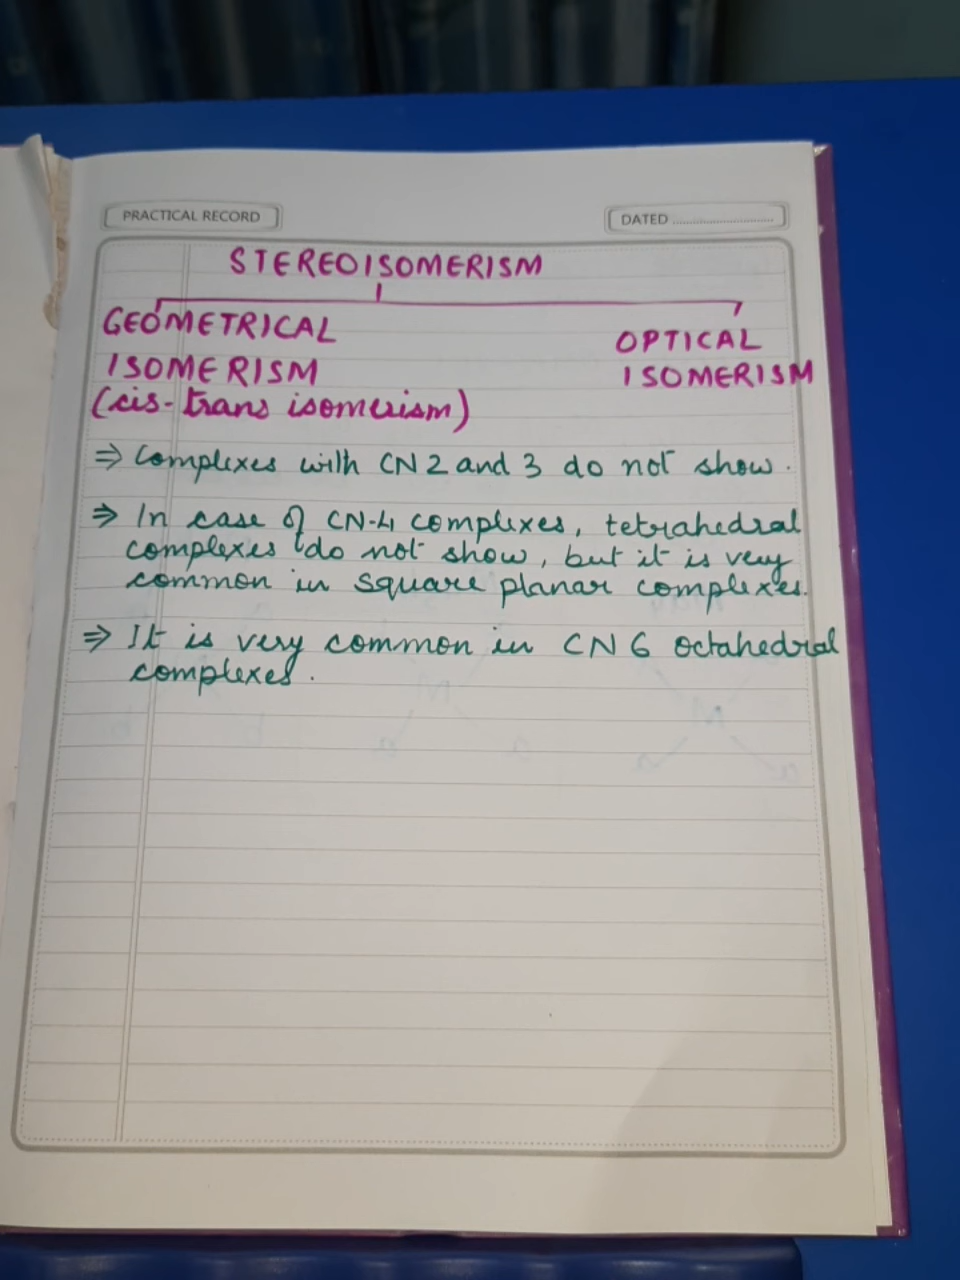 PRACTICAL RECORD
DATED
STEREOISOMERISM
GEOMETRICAL
ISOMERISM
(cis-trans isomerism)
OPTICAL
ISOMERISM
⇒ Complexes with CN 2 and 3 do not show.
⇒ In case of CN-4 complexes, tetrahedral
complexes do not show, but it is very
common in square planar complexes.
⇒ It is very common in CN 6 octahedral
complexes.